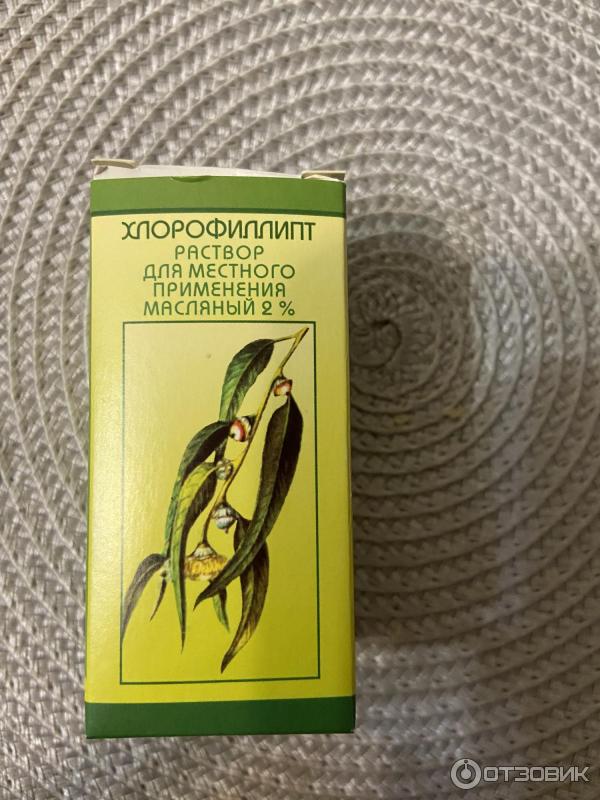 ХЛОРОФИЛЛИПТ
РАСТВОР
ДЛЯ МЕСТНОГО
ПРИМЕНЕНИЯ
МАСЛЯНЫЙ 2 %
ОТЗОВИК